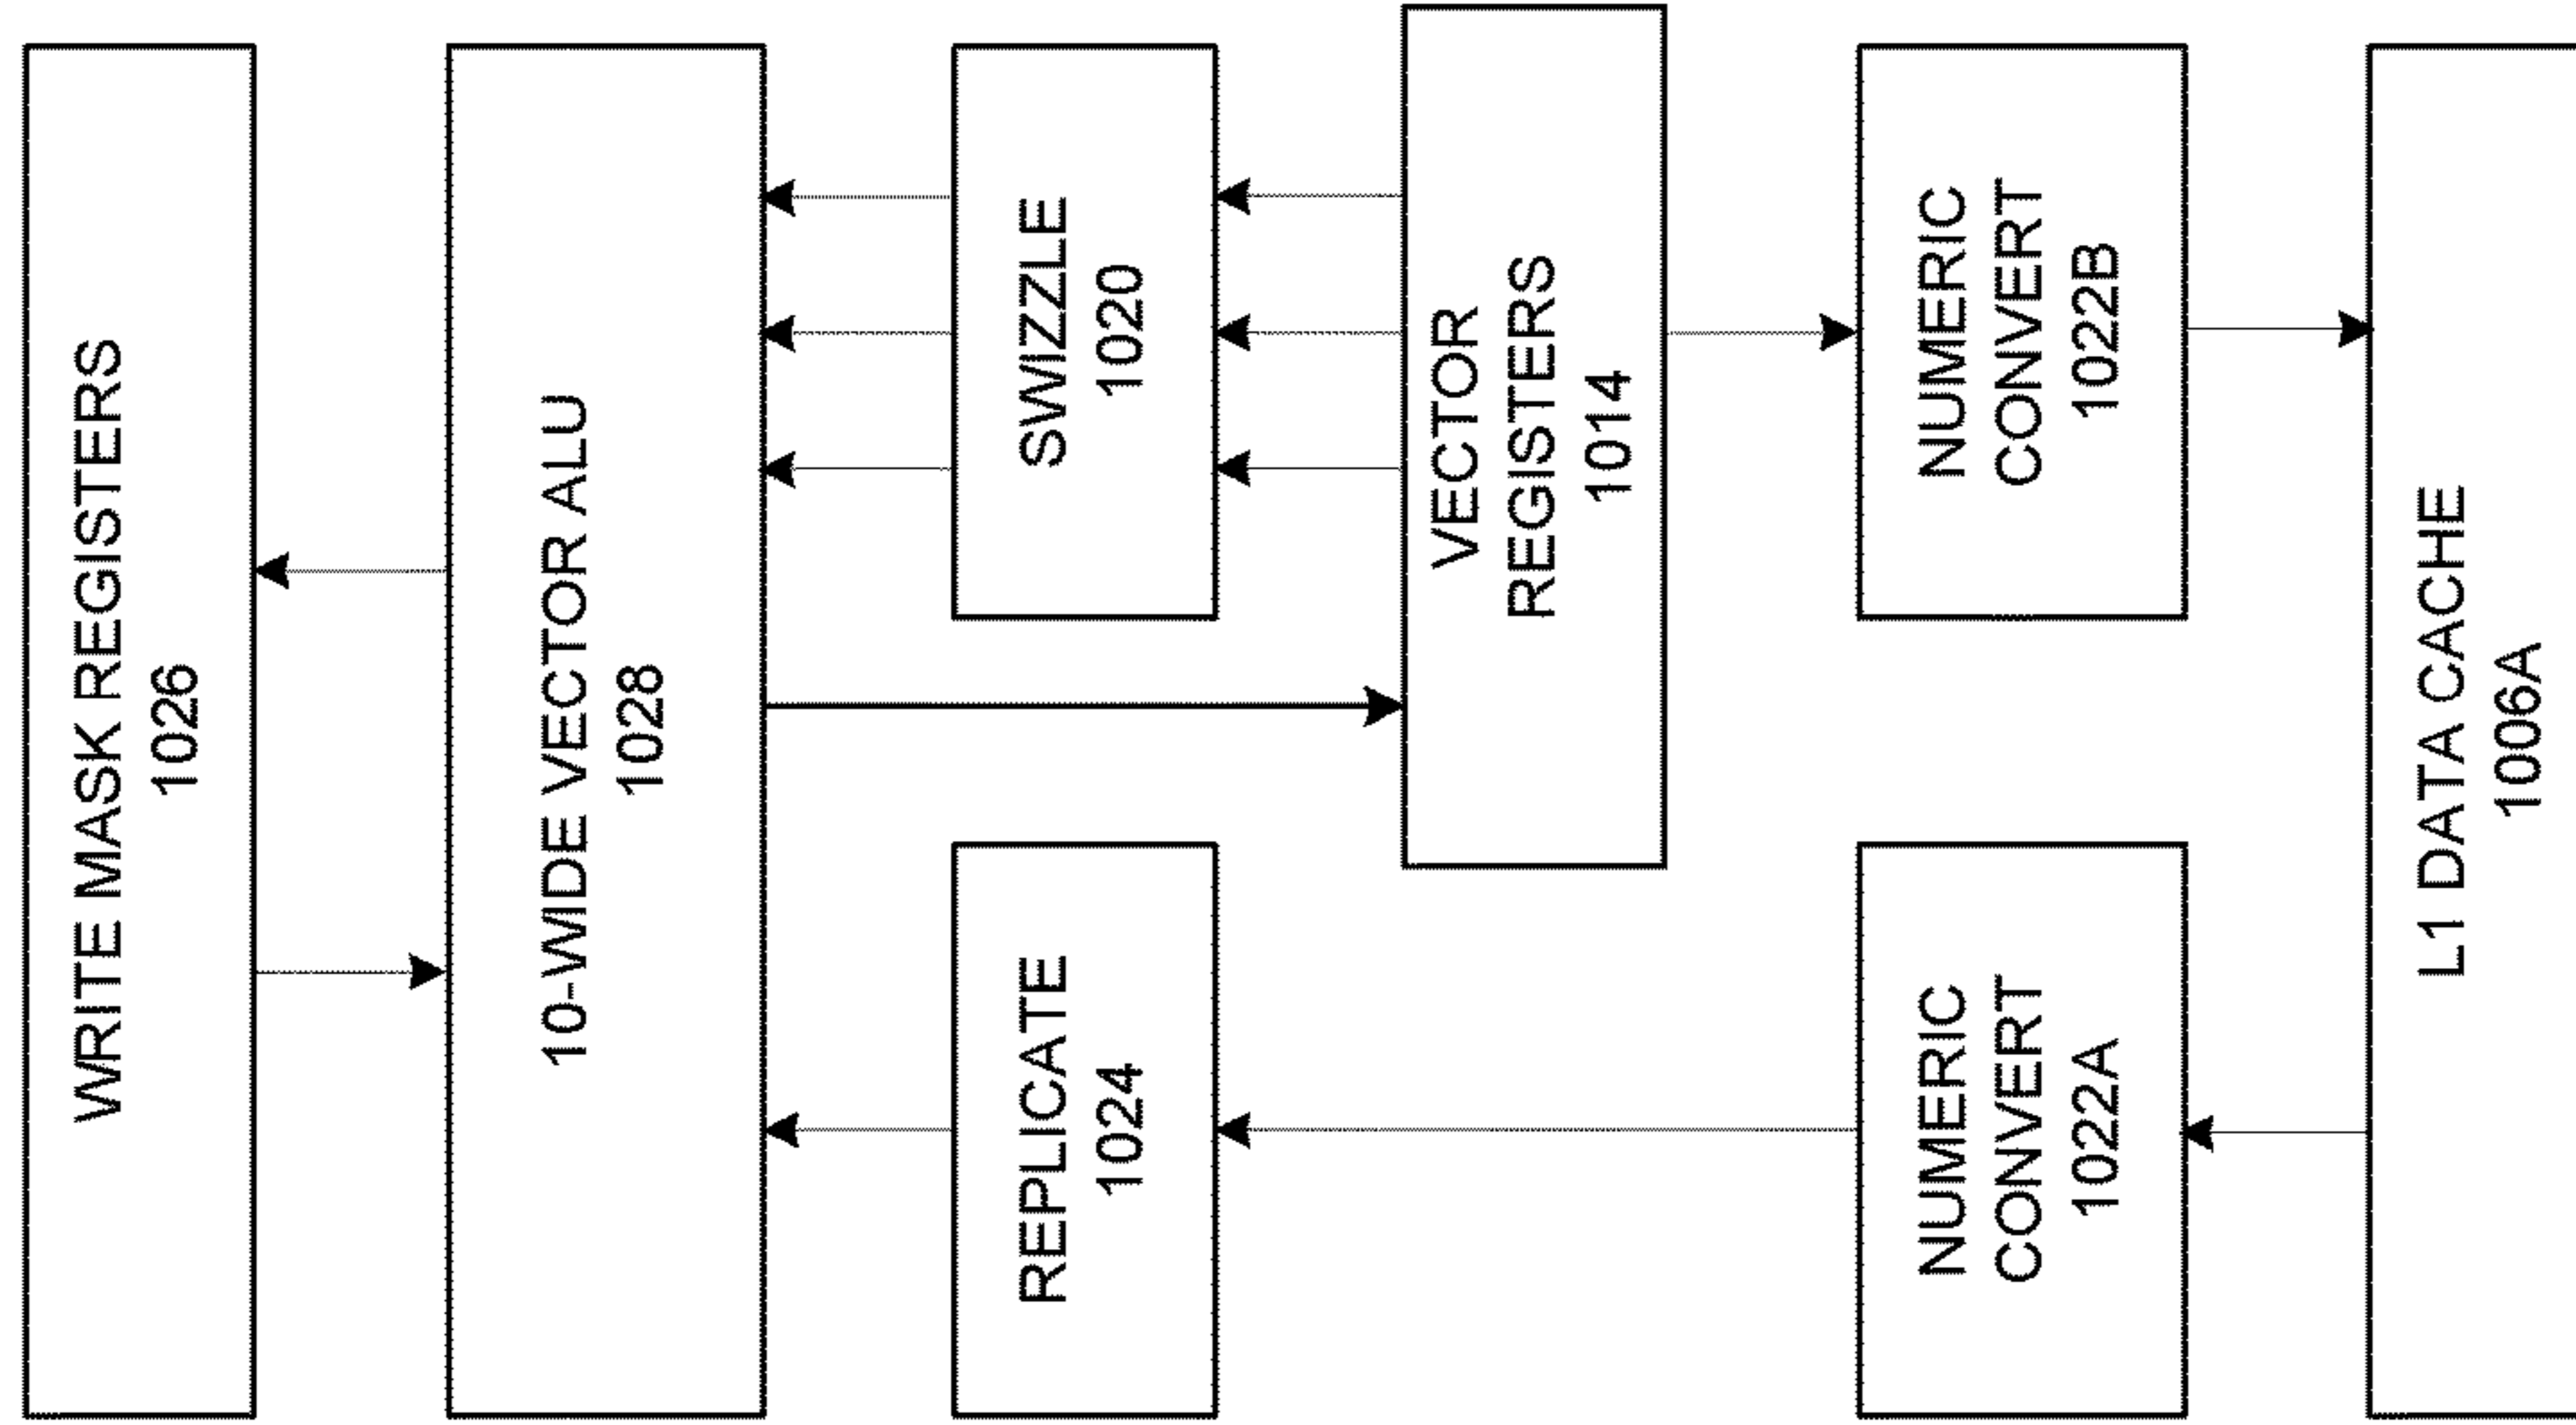 WRITE MASK REGISTERS
1026
10-WIDE VECTOR ALU
1028
REPLICATE
1024
SWIZZLE
1020
VECTOR
REGISTERS
1014
NUMERIC
CONVERT
1022A
NUMERIC
CONVERT
1022B
L1 DATA CACHE
1006A